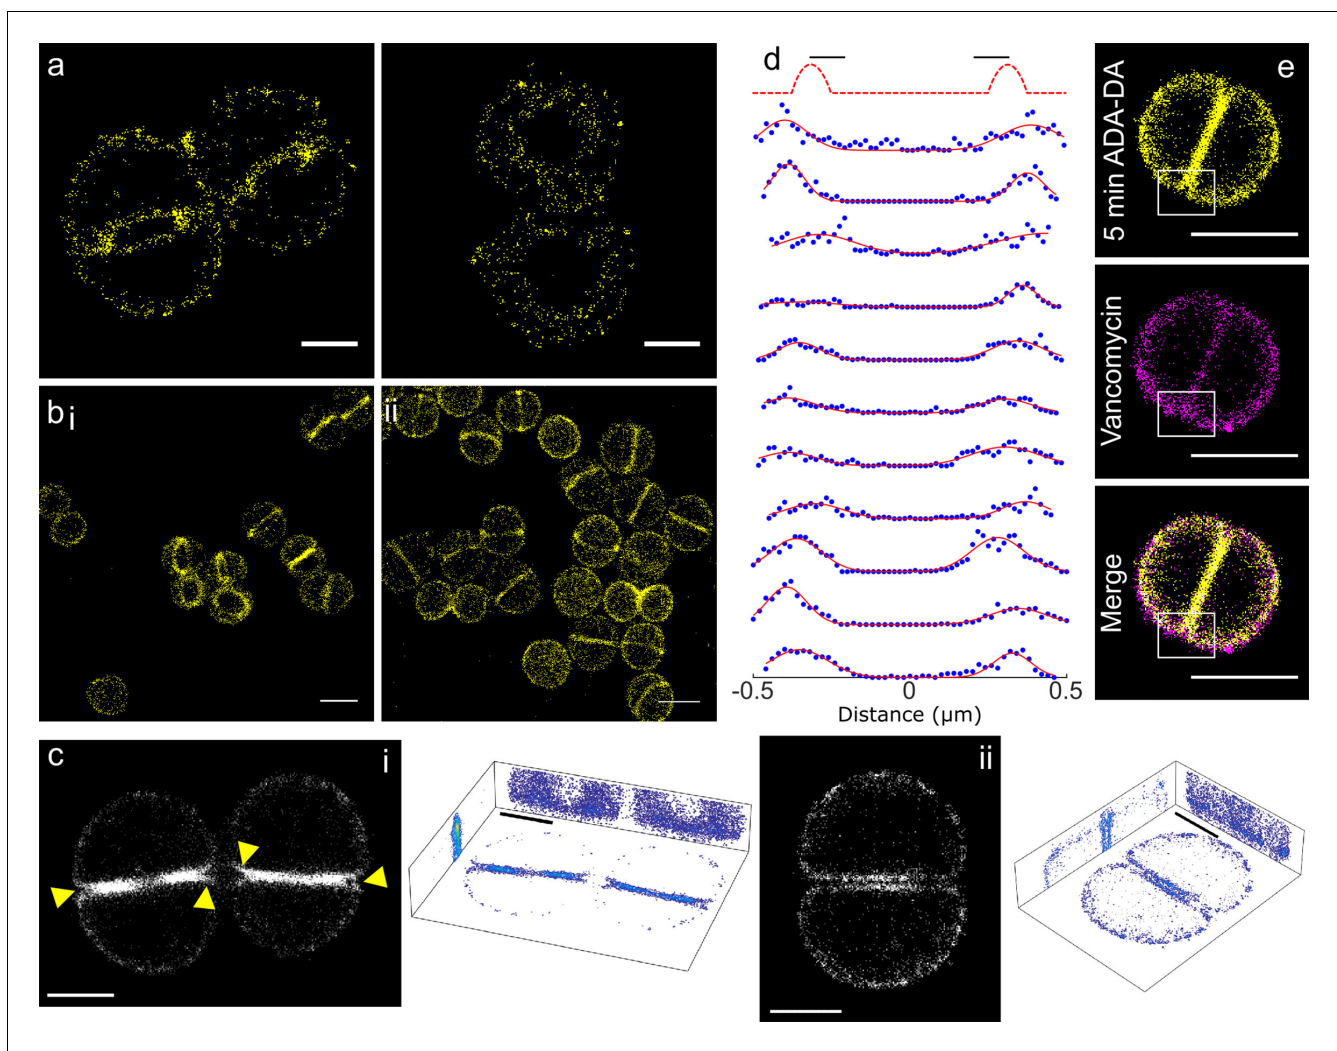 a
b i
ii
c i
ii
d
-0.5 0 0.5
Distance (µm)
e
5 min ADA-DA
Vancomycin
Merge